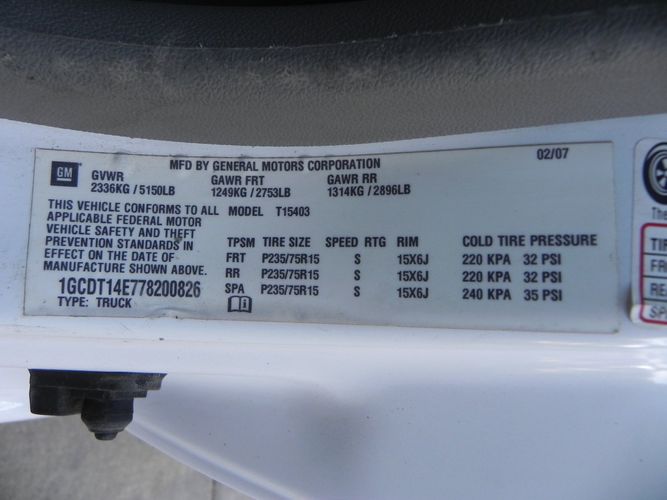 MFD BY GENERAL MOTORS CORPORATION 02/07
GM
GVWR GAWR FRT GAWR RR
2336KG / 5150LB 1249KG / 2753LB 1314KG / 2896LB
THIS VEHICLE CONFORMS TO ALL
APPLICABLE FEDERAL MOTOR
VEHICLE SAFETY AND THEFT
PREVENTION STANDARDS IN
EFFECT ON THE DATE OF
MANUFACTURE SHOWN ABOVE.
1GCDT14E778200826
TYPE: TRUCK
MODEL T15403
TPSM TIRE SIZE SPEED RTG RIM COLD TIRE PRESSURE
FRT P235/75R15 S 15X6J 220 KPA 32 PSI
RR P235/75R15 S 15X6J 220 KPA 32 PSI
SPA P235/75R15 S 15X6J 240 KPA 35 PSI